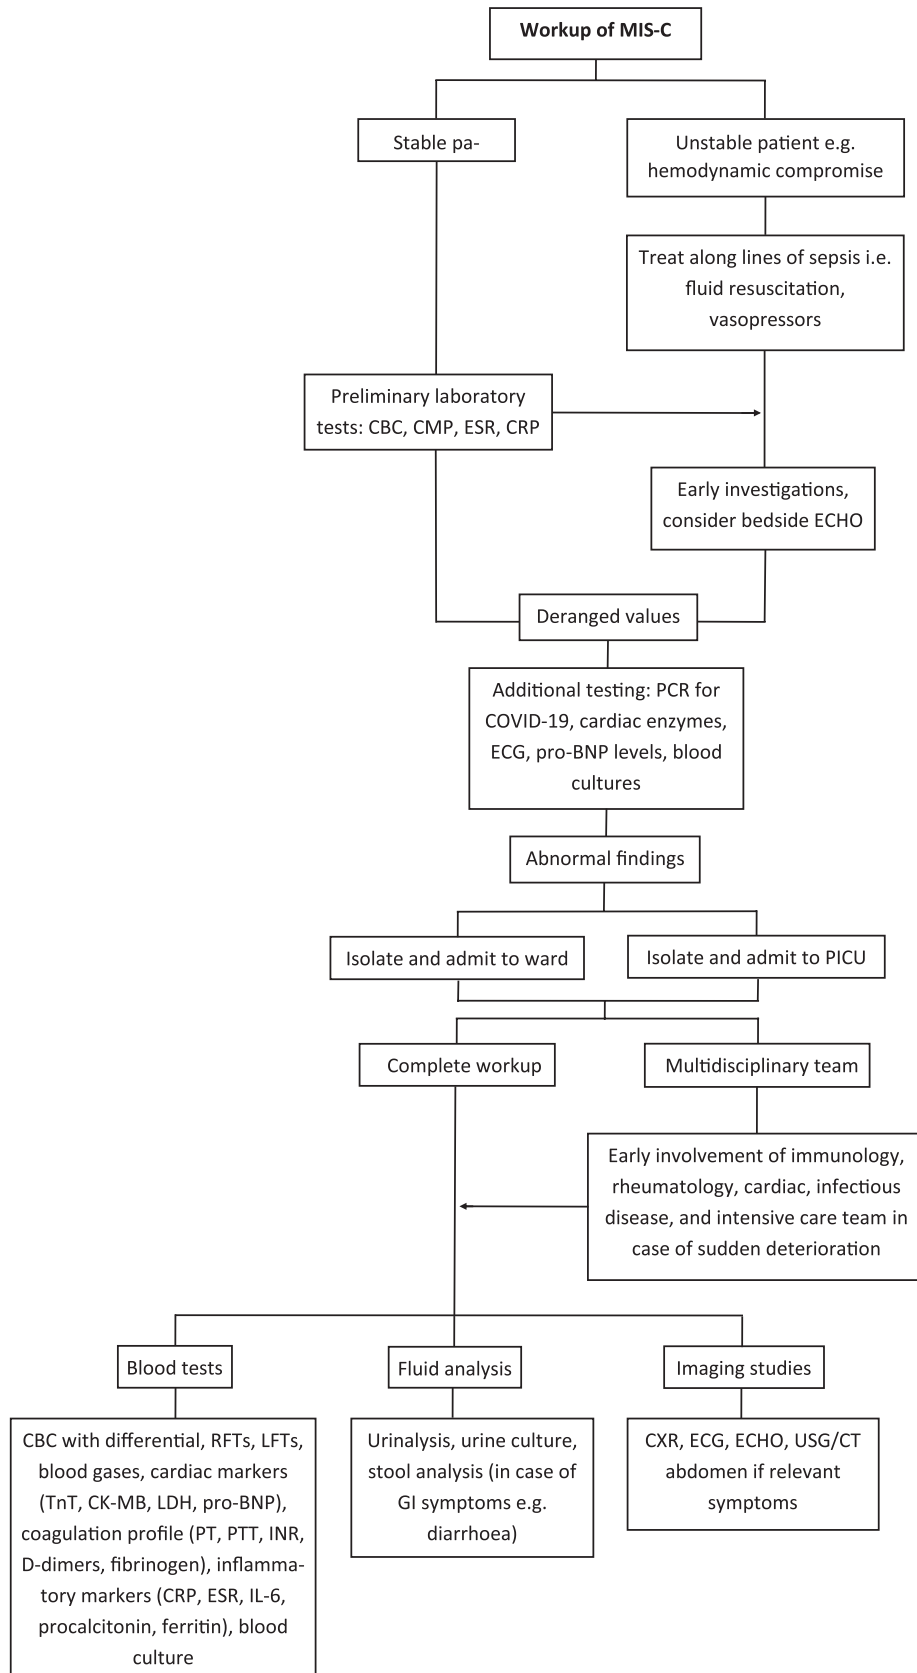 Workup of MIS-C
Stable pa-
Unstable patient e.g.
hemodynamic compromise
Treat along lines of sepsis i.e.
fluid resuscitation,
vasopressors
Preliminary laboratory
tests: CBC, CMP, ESR, CRP
Early investigations,
consider bedside ECHO
Deranged values
Additional testing: PCR for
COVID-19, cardiac enzymes,
ECG, pro-BNP levels, blood
cultures
Abnormal findings
Isolate and admit to ward
Isolate and admit to PICU
Complete workup
Multidisciplinary team
Early involvement of immunology,
rheumatology, cardiac, infectious
disease, and intensive care team in
case of sudden deterioration
Blood tests
Fluid analysis
Imaging studies
CBC with differential, RFTs, LFTs,
blood gases, cardiac markers
(TnT, CK-MB, LDH, pro-BNP),
coagulation profile (PT, PTT, INR,
D-dimers, fibrinogen), inflamma-
tory markers (CRP, ESR, IL-6,
procalcitonin, ferritin), blood
culture
Urinalysis, urine culture,
stool analysis (in case of
GI symptoms e.g.
diarrhoea)
CXR, ECG, ECHO, USG/CT
abdomen if relevant
symptoms